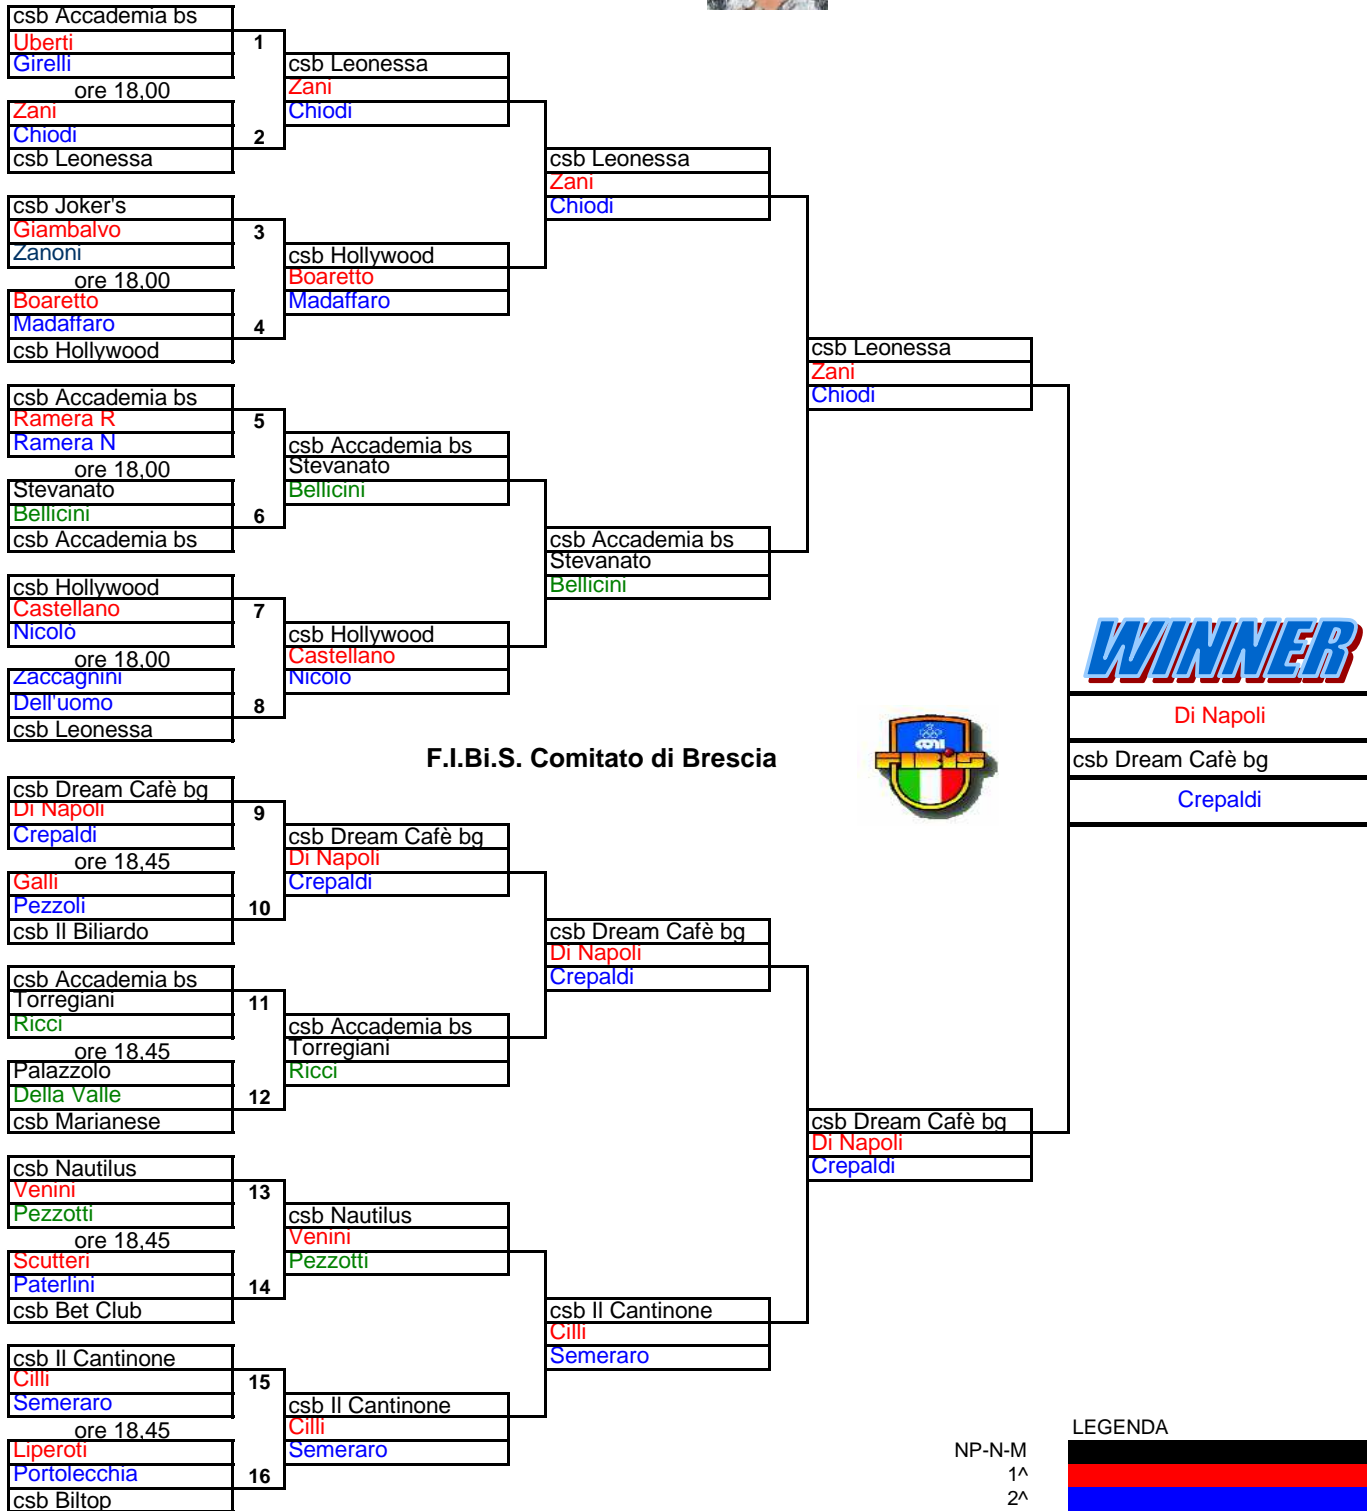 csb Accademia bs
Uberti
1
Girelli
ore 18,00
Zani
Chiodi
2
csb Leonessa
csb Joker's
Giambalvo
3
Zanoni
ore 18,00
Boaretto
Madaffaro
4
csb Hollywood
csb Accademia bs
Ramera R
5
Ramera N
ore 18,00
Stevanato
Bellicini
6
csb Accademia bs
csb Hollywood
Castellano
7
Nicolò
ore 18,00
Zaccagnini
Dell'uomo
8
csb Leonessa
csb Dream Cafè bg
Di Napoli
9
Crepaldi
ore 18,45
Galli
Pezzoli
10
csb Il Biliardo
csb Accademia bs
Torregiani
11
Ricci
ore 18,45
Palazzolo
Della Valle
12
csb Marianese
csb Nautilus
Venini
13
Pezzotti
ore 18,45
Scutteri
Paterlini
14
csb Bet Club
csb Il Cantinone
Cilli
15
Semeraro
ore 18,45
Liperoti
Portolecchia
16
csb Biltop
csb Leonessa
Zani
Chiodi
csb Hollywood
Boaretto
Madaffaro
csb Accademia bs
Stevanato
Bellicini
csb Hollywood
Castellano
Nicolò
csb Dream Cafè bg
Di Napoli
Crepaldi
csb Accademia bs
Torregiani
Ricci
csb Nautilus
Venini
Pezzotti
csb Il Cantinone
Cilli
Semeraro
csb Leonessa
Zani
Chiodi
csb Accademia bs
Stevanato
Bellicini
F.I.Bi.S. Comitato di Brescia
CONI
FIBIS
csb Dream Cafè bg
Di Napoli
Crepaldi
csb Il Cantinone
Cilli
Semeraro
csb Leonessa
Zani
Chiodi
csb Dream Cafè bg
Di Napoli
Crepaldi
WINNER
Di Napoli
csb Dream Cafè bg
Crepaldi
LEGENDA
NP-N-M
1^
2^